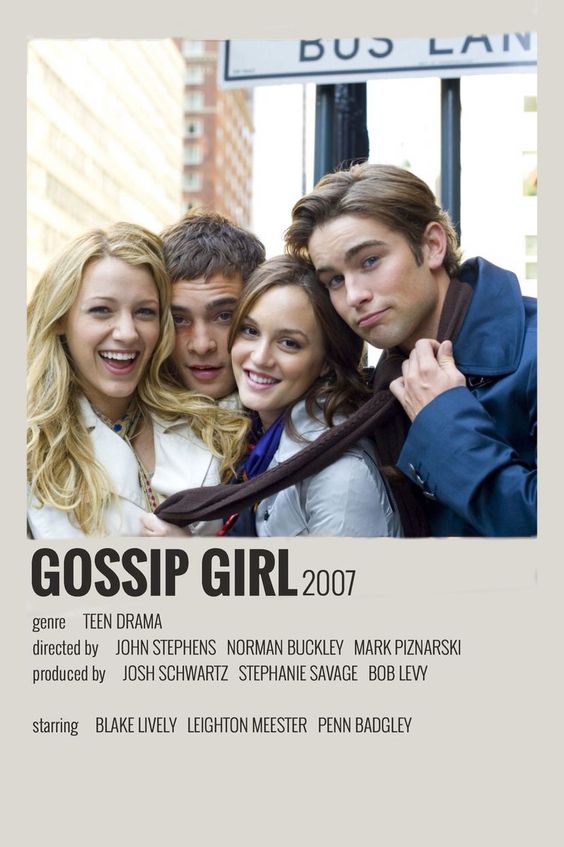 BUS LAN
GOSSIP GIRL 2007
genre TEEN DRAMA
directed by JOHN STEPHENS NORMAN BUCKLEY MARK PIZNARSKI
produced by JOSH SCHWARTZ STEPHANIE SAVAGE BOB LEVY
starring BLAKE LIVELY LEIGHTON MEESTER PENN BADGLEY